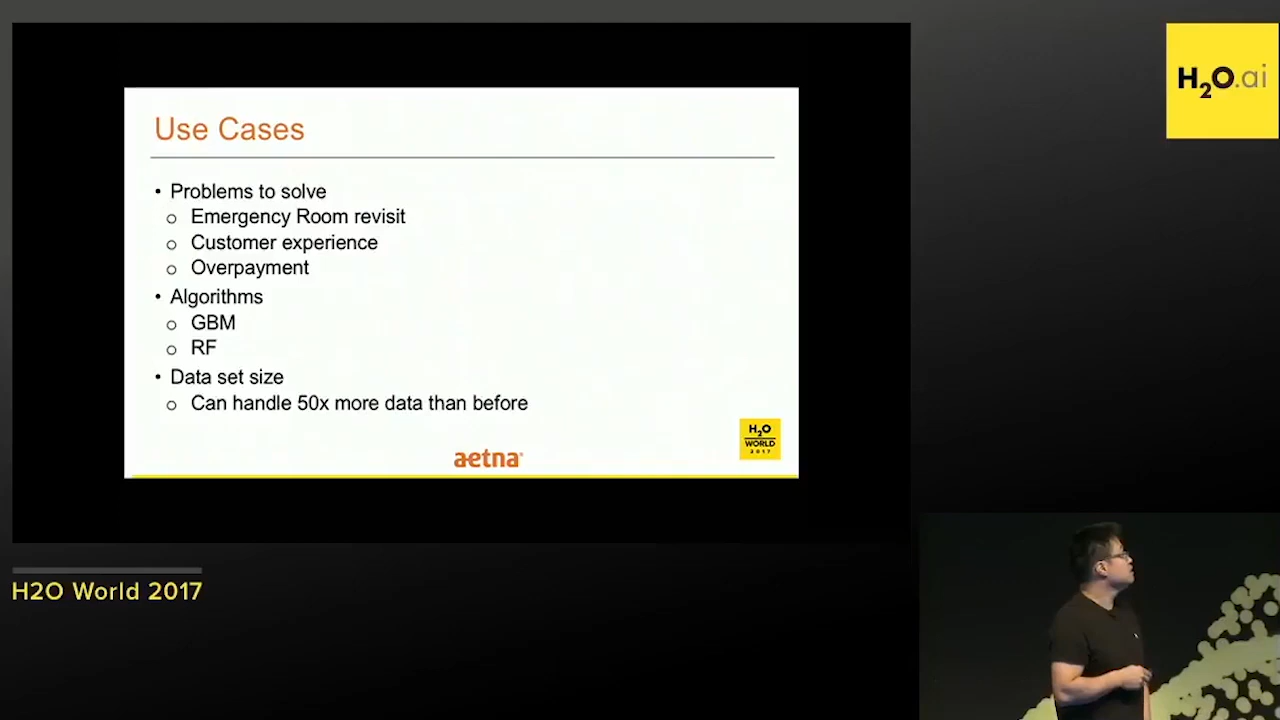 H2O.ai
Use Cases
• Problems to solve
o Emergency Room revisit
o Customer experience
o Overpayment
• Algorithms
o GBM
o RF
• Data set size
o Can handle 50x more data than before
aetna
H2O
WORLD
2017
H2O World 2017